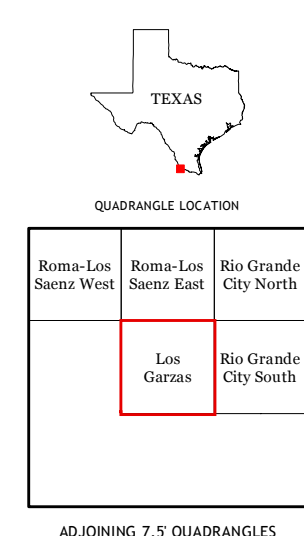 TEXAS
QUADRANGLE LOCATION
Roma-Los Saenz West
Roma-Los Saenz East
Rio Grande City North
Los Garzas
Rio Grande City South
ADJOINING 7.5' QUADRANGLES